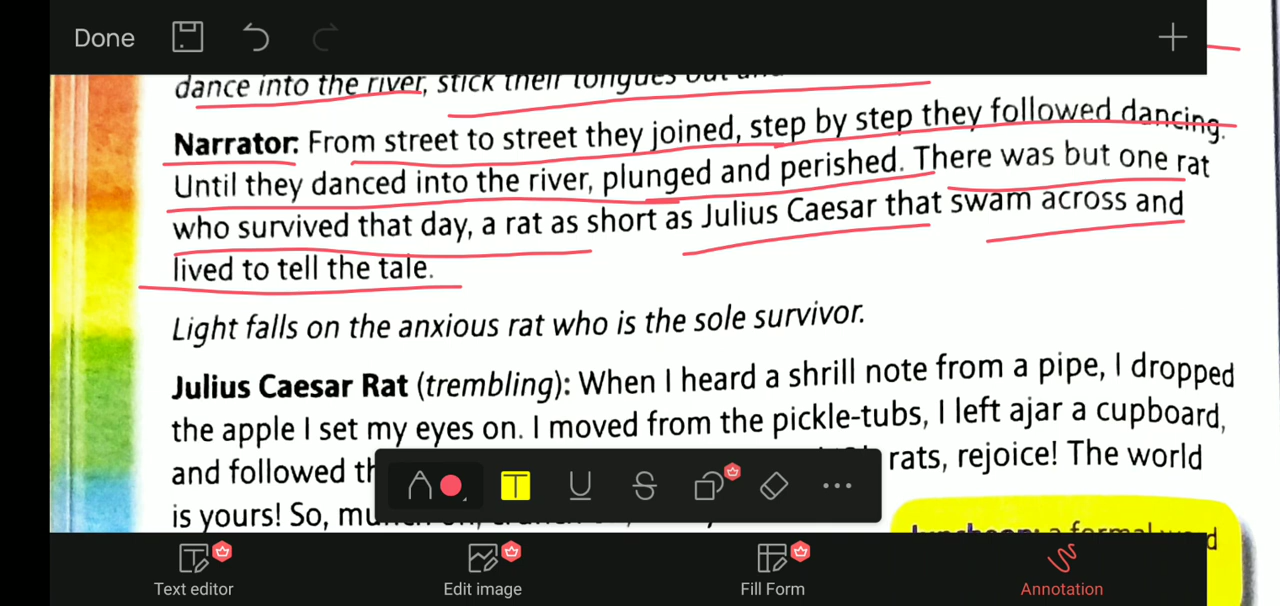 Done
dance into the river, stick their tongues out
Narrator: From street to street they joined, step by step they followed dancing.
Until they danced into the river, plunged and perished. There was but one rat
who survived that day, a rat as short as Julius Caesar that swam across and
lived to tell the tale.
Light falls on the anxious rat who is the sole survivor.
Julius Caesar Rat (trembling): When I heard a shrill note from a pipe, I dropped
the apple I set my eyes on. I moved from the pickle-tubs, I left ajar a cupboard,
and followed rats, rejoice! The world
is yours! So,
T
Text editor
Edit image
Fill Form
Annotation